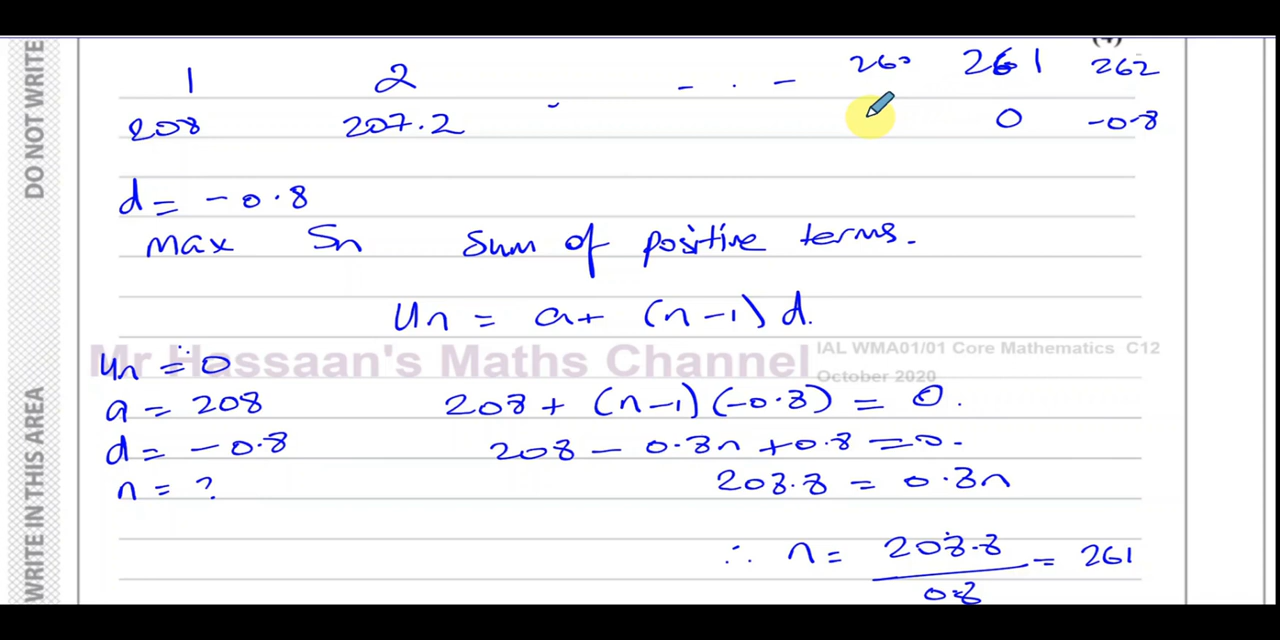 DO NOT WRITE
WRITE IN THIS AREA
1 2 - . - 260 261 262
208 207.2 0 -0.8
d = -0.8
max Sn Sum of positive terms.
Un = a + (n-1) d.
Mr Hassaan's Maths Channel
IAL WMA01/01 Core Mathematics C12
October 2020
Un = 0
a = 208 208 + (n-1)(-0.8) = 0.
d = -0.8 208 - 0.8n + 0.8 = 0.
n = ? 208.8 = 0.8n
∴ n = 208.8/0.8 = 261